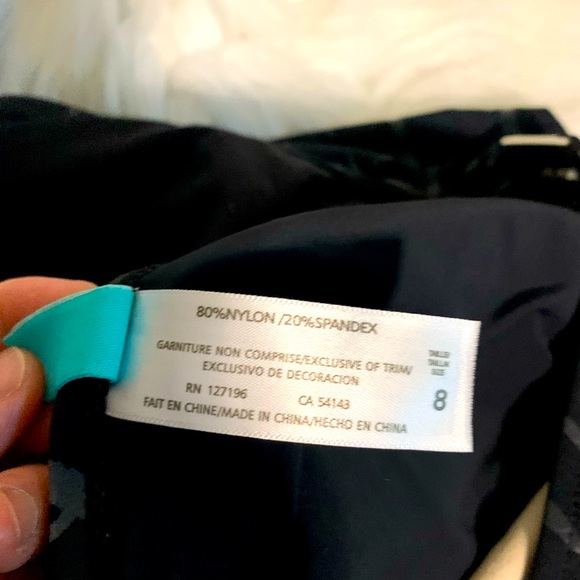 80%NYLON /20%SPANDEX
GARNITURE NON COMPRISE/EXCLUSIVE OF TRIM/
EXCLUSIVO DE DECORACION
RN 127196 CA 54143
FAIT EN CHINE/MADE IN CHINA/HECHO EN CHINA
TAILLE/
TALLA/
SIZE
8